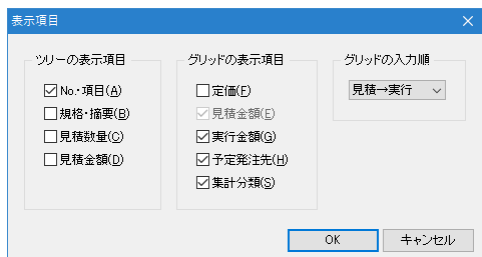 表示項目
ツリーの表示項目
No.・項目(A)
規格・摘要(B)
見積数量(C)
見積金額(D)
グリッドの表示項目
定価(F)
見積金額(E)
実行金額(G)
予定発注先(H)
集計分類(S)
グリッドの入力順
見積→実行
OK
キャンセル